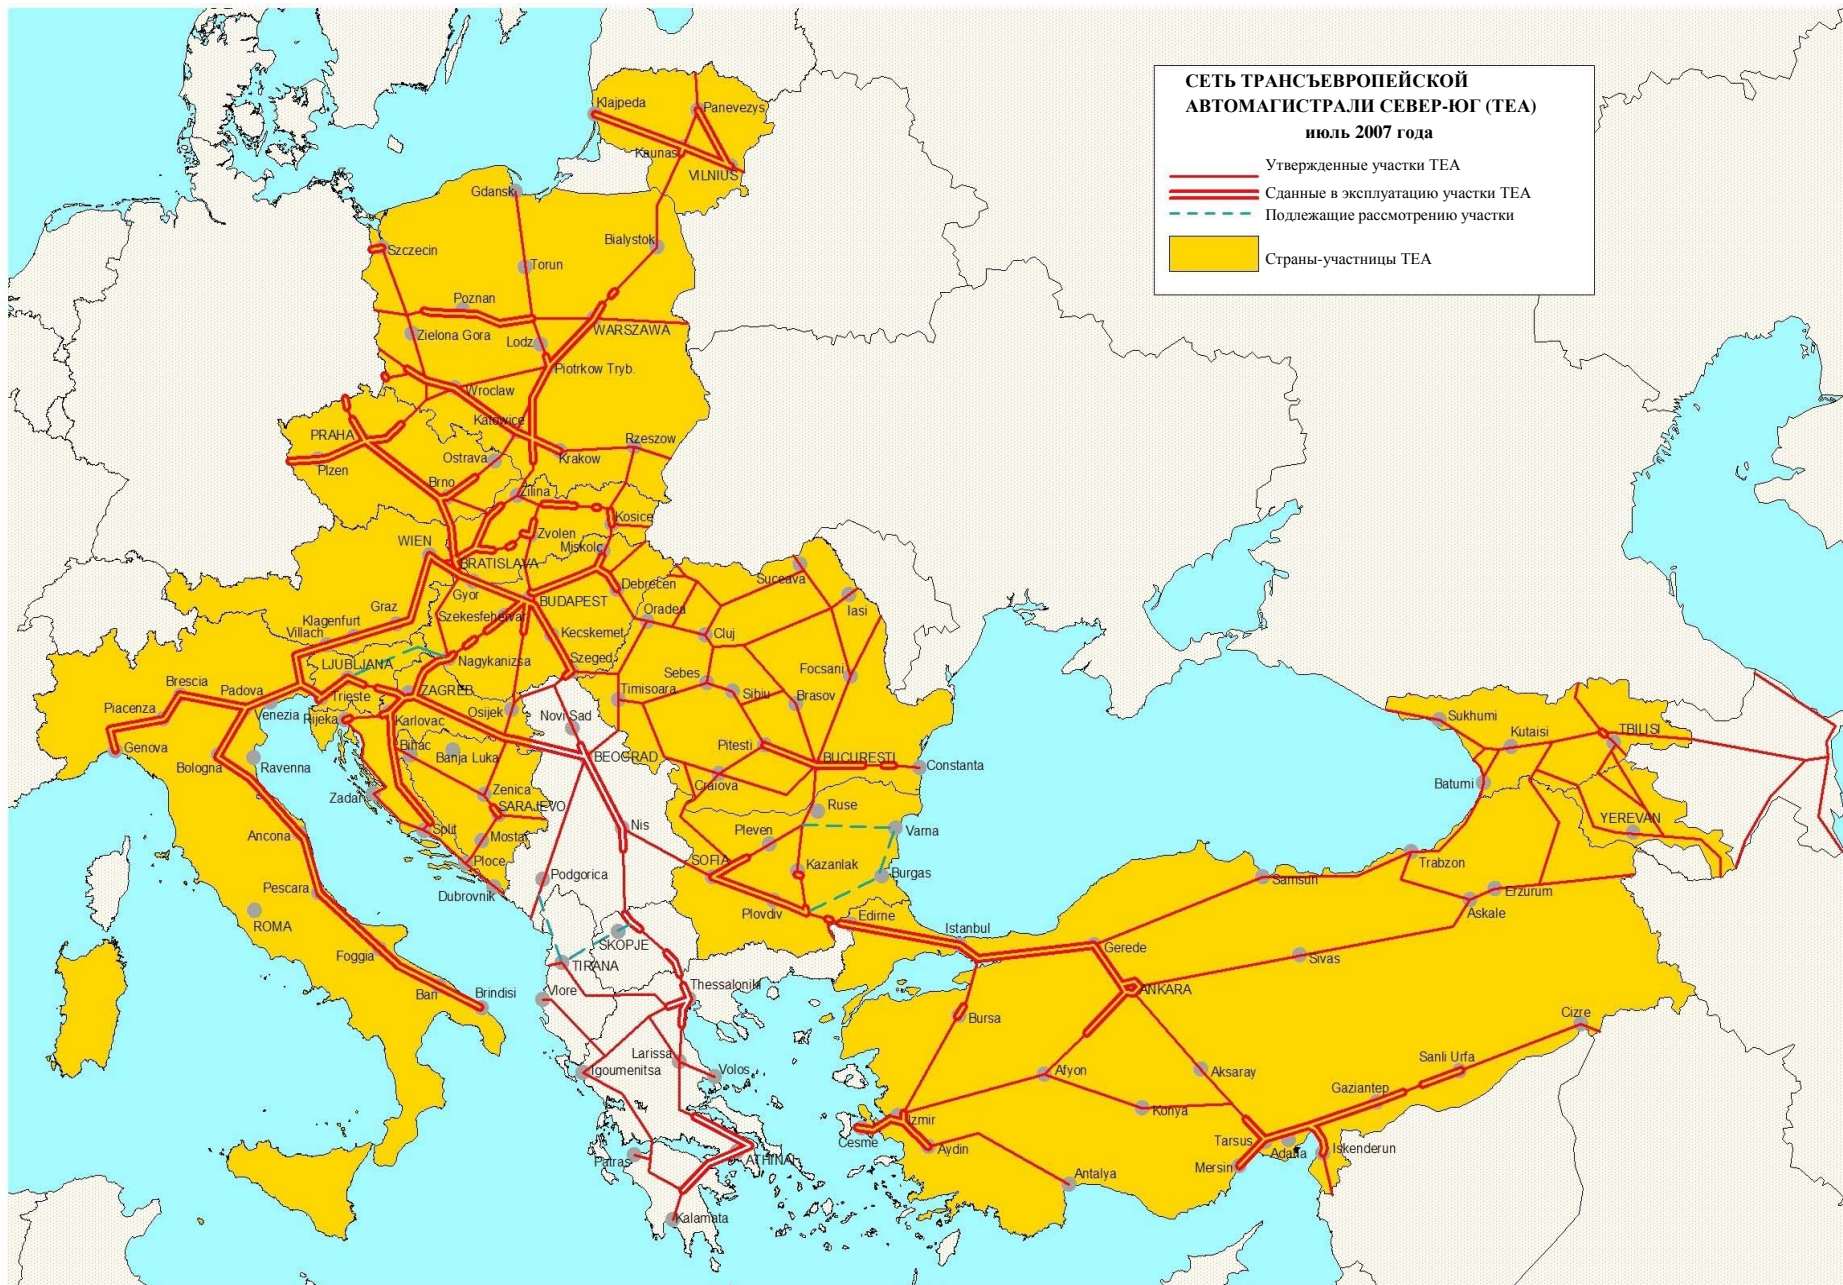 СЕТЬ ТРАНСЪЕВРОПЕЙСКОЙ
АВТОМАГИСТРАЛИ СЕВЕР-ЮГ (ТЕА)
июль 2007 года
Утвержденные участки ТЕА
Сданные в эксплуатацию участки ТЕА
Подлежащие рассмотрению участки
Страны-участницы ТЕА
Klajpeda
Panevezys
Kaunas
VILNIUS
Gdansk
Bialystok
Szczecin
Torun
Poznan
WARSZAWA
Zielona Gora
Lodz
Piotrkow Tryb.
Wroclaw
Katowice
PRAHA
Rzeszow
Ostrava
Krakow
Plzen
Brno
Zilina
Kosice
Zvolen
WIEN
Miskolc
BRATISLAVA
Suceava
Debrecen
Gyor
BUDAPEST
Iasi
Graz
Szekesfehervar
Oradea
Klagenfurt
Villach
Kecskemet
Cluj
LJUBLJANA
Nagykanizsa
Szeged
Focsani
Sebes
Brescia
Padova
Trieste
ZAGREB
Timisoara
Sibiu
Brasov
Piacenza
Venezia
Rijeka
Karlovac
Osijek
Novi Sad
Sukhumi
Kutaisi
TBILISI
Genova
Bihac
Pitesti
Bologna
Ravenna
Banja Luka
BEOGRAD
BUCURESTI
Constanta
Batumi
Zadar
Zenica
Craiova
SARAJEVO
Ruse
YEREVAN
Ancona
Split
Mostar
Nis
Pleven
Varna
Ploce
SOFIA
Kazanlak
Trabzon
Pescara
Dubrovnik
Podgorica
Burgas
Samsun
Erzurum
ROMA
Plovdiv
Edirne
Askale
SKOPJE
Istanbul
Gerede
Foggia
TIRANA
Sivas
Bari
Brindisi
Vlore
Thessaloniki
ANKARA
Bursa
Cizre
Larissa
Igoumenitsa
Volos
Afyon
Aksaray
Sanli Urfa
Gaziantep
Konya
Izmir
Cesme
Aydin
Tarsus
Adana
Iskenderun
Patras
ATHINAI
Mersin
Antalya
Kalamata